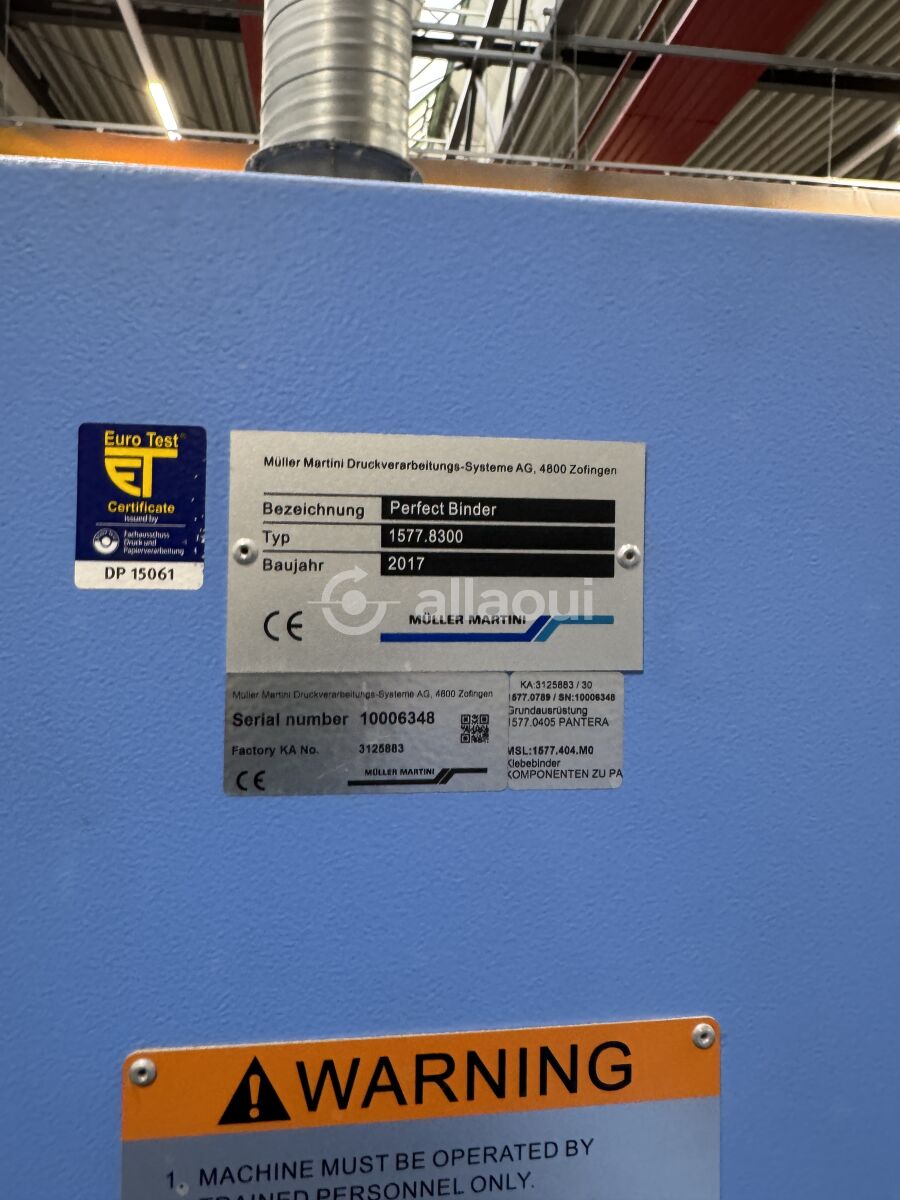 Euro Test
ET
Certificate
issued by
Fachausschuss
Druck und
Papierverarbeitung
DP 15061
Müller Martini Druckverarbeitungs-Systeme AG, 4800 Zofingen
Bezeichnung Perfect Binder
Typ 1577.8300
Baujahr 2017
allaoui
CE MÜLLER MARTINI
Müller Martini Druckverarbeitungs-Systeme AG, 4800 Zofingen
Serial number 10006348
Factory KA No. 3125883
CE MÜLLER MARTINI
KA:3125883 / 30
1577.0789 / SN:10006348
Grundausrüstung
1577.0405 PANTERA
MSL:1577.404.M0
Klebebinder
KOMPONENTEN ZU PA
WARNING
1. MACHINE MUST BE OPERATED BY
TRAINED PERSONNEL ONLY.